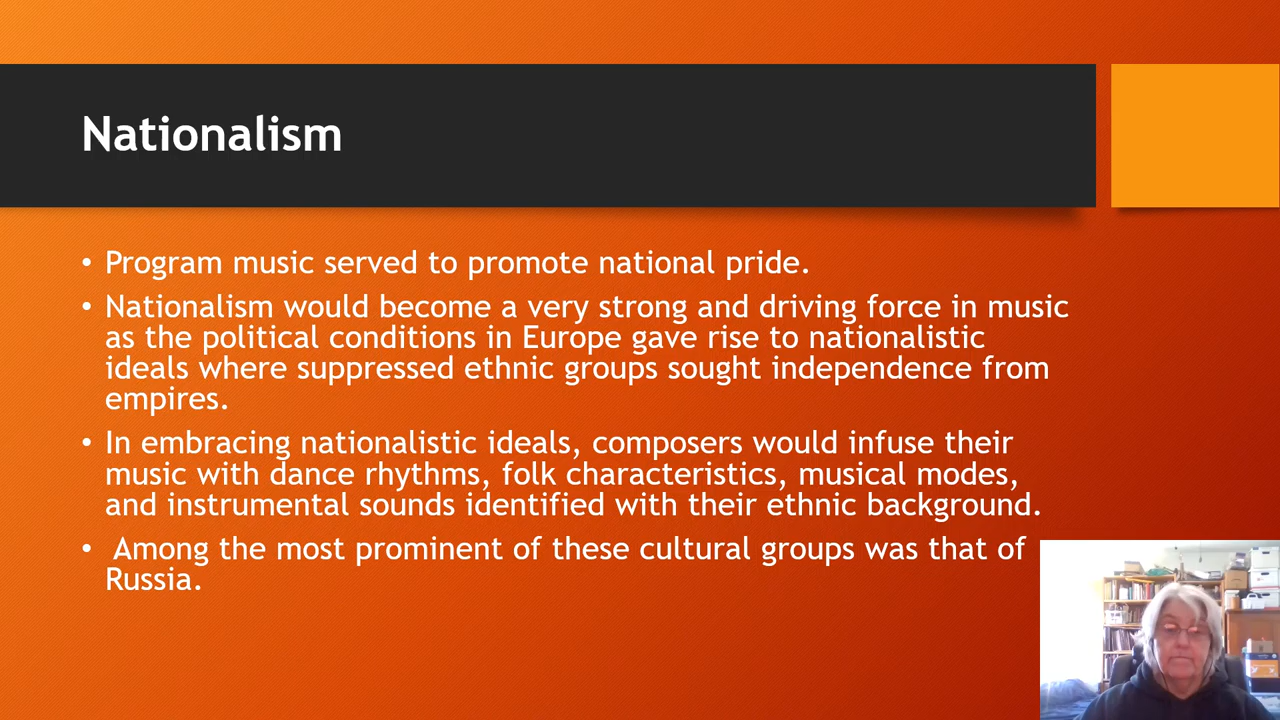 Nationalism
• Program music served to promote national pride.
• Nationalism would become a very strong and driving force in music
as the political conditions in Europe gave rise to nationalistic
ideals where suppressed ethnic groups sought independence from
empires.
• In embracing nationalistic ideals, composers would infuse their
music with dance rhythms, folk characteristics, musical modes,
and instrumental sounds identified with their ethnic background.
• Among the most prominent of these cultural groups was that of
Russia.